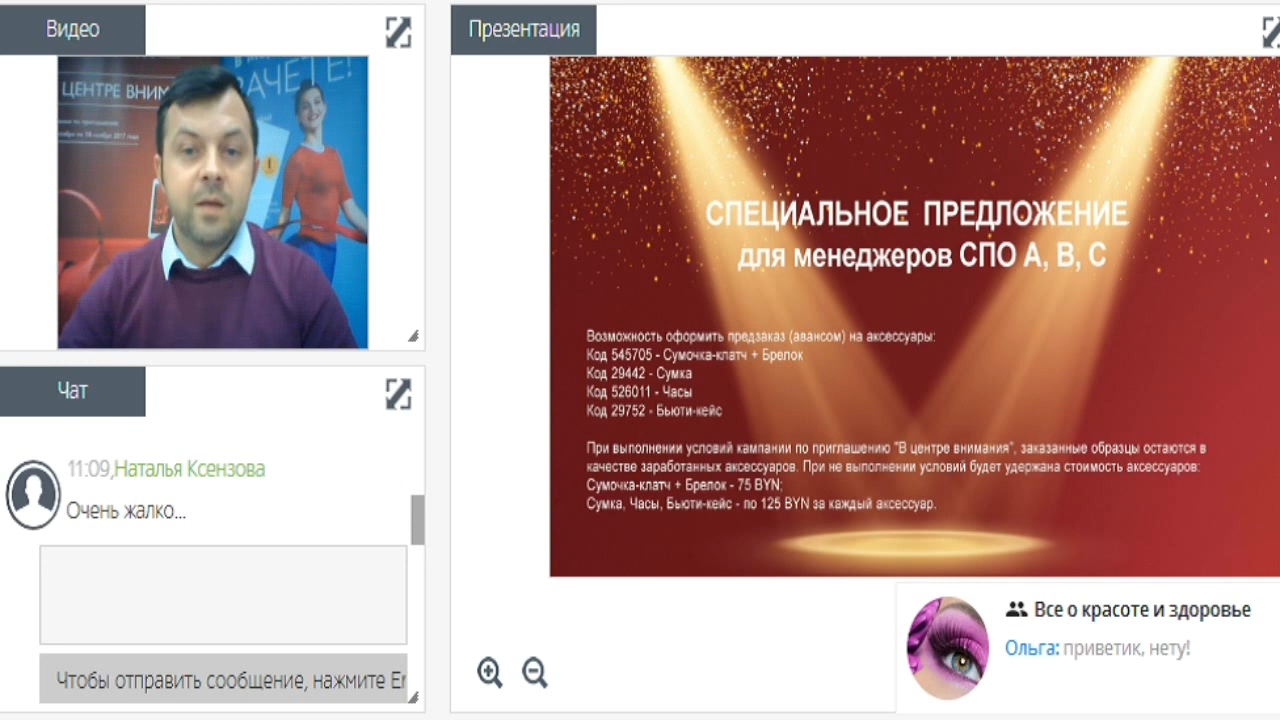 Видео
ЦЕНТРЕ ВНИМ
Презентация
СПЕЦИАЛЬНОЕ ПРЕДЛОЖЕНИЕ
для менеджеров СПО А, В, С
Возможность оформить предзаказ (авансом) на аксессуары:
Код 545705 - Сумочка-клатч + Брелок
Код 29442 - Сумка
Код 526011 - Часы
Код 29752 - Бьюти-кейс
При выполнении условий кампании по приглашению "В центре внимания", заказанные образцы остаются в
качестве заработанных аксессуаров. При не выполнении условий будет удержана стоимость аксессуаров:
Сумочка-клатч + Брелок - 75 BYN;
Сумка, Часы, Бьюти-кейс - по 125 BYN за каждый аксессуар.
Чат
11:09,Наталья Ксензова
Очень жалко...
Чтобы отправить сообщение, нажмите Er
Все о красоте и здоровье
Ольга: приветик, нету!